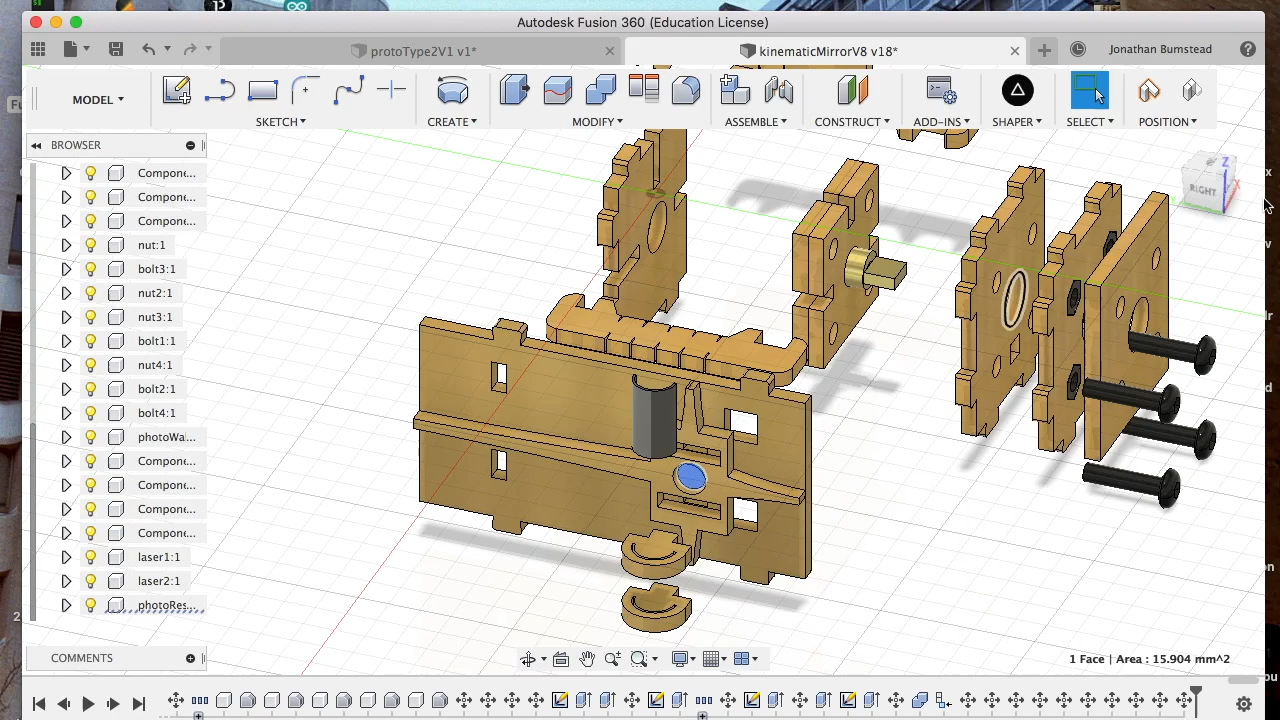 Autodesk Fusion 360 (Education License)
protoType2V1 v1*
kinematicMirrorV8 v18*
Jonathan Bumstead
MODEL
SKETCH
CREATE
MODIFY
ASSEMBLE
CONSTRUCT
ADD-INS
SHAPER
SELECT
POSITION
BROWSER
Compone...
Compone...
Compone...
nut:1
bolt3:1
nut2:1
nut3:1
bolt1:1
nut4:1
bolt2:1
bolt4:1
photoWa...
Compone...
Compone...
Compone...
Compone...
laser1:1
laser2:1
photoRes...
Z
X
RIGHT
COMMENTS
1 Face | Area : 15.904 mm^2